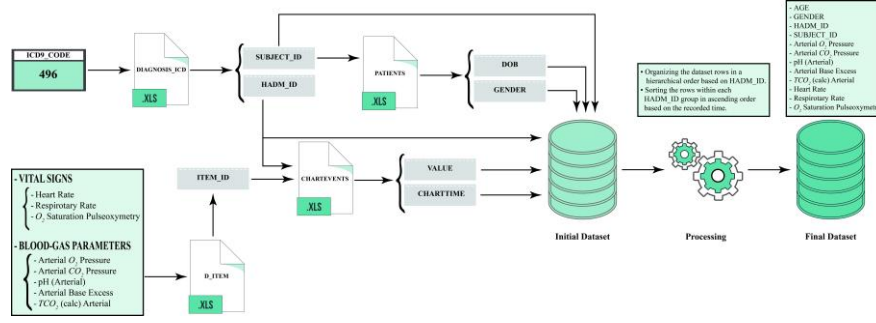 ICD9_CODE
496
DIAGNOSIS_ICD
.XLS
SUBJECT_ID
HADM_ID
PATIENTS
.XLS
DOB
GENDER
- VITAL SIGNS
- Heart Rate
- Respirotary Rate
- O₂ Saturation Pulseoxymetry
- BLOOD-GAS PARAMETERS
- Arterial O₂ Pressure
- Arterial CO₂ Pressure
- pH (Arterial)
- Arterial Base Excess
- TCO₂ (calc) Arterial
D_ITEM
.XLS
ITEM_ID
CHARTEVENTS
.XLS
VALUE
CHARTTIME
Initial Dataset
• Organizing the dataset rows in a
hierarchical order based on HADM_ID.
• Sorting the rows within each
HADM_ID group in ascending order
based on the recorded time.
Processing
- AGE
- GENDER
- HADM_ID
- SUBJECT_ID
- Arterial O₂ Pressure
- Arterial CO₂ Pressure
- pH (Arterial)
- Arterial Base Excess
- TCO₂ (calc) Arterial
- Heart Rate
- Respirotary Rate
- O₂ Saturation Pulseoxymetry
Final Dataset